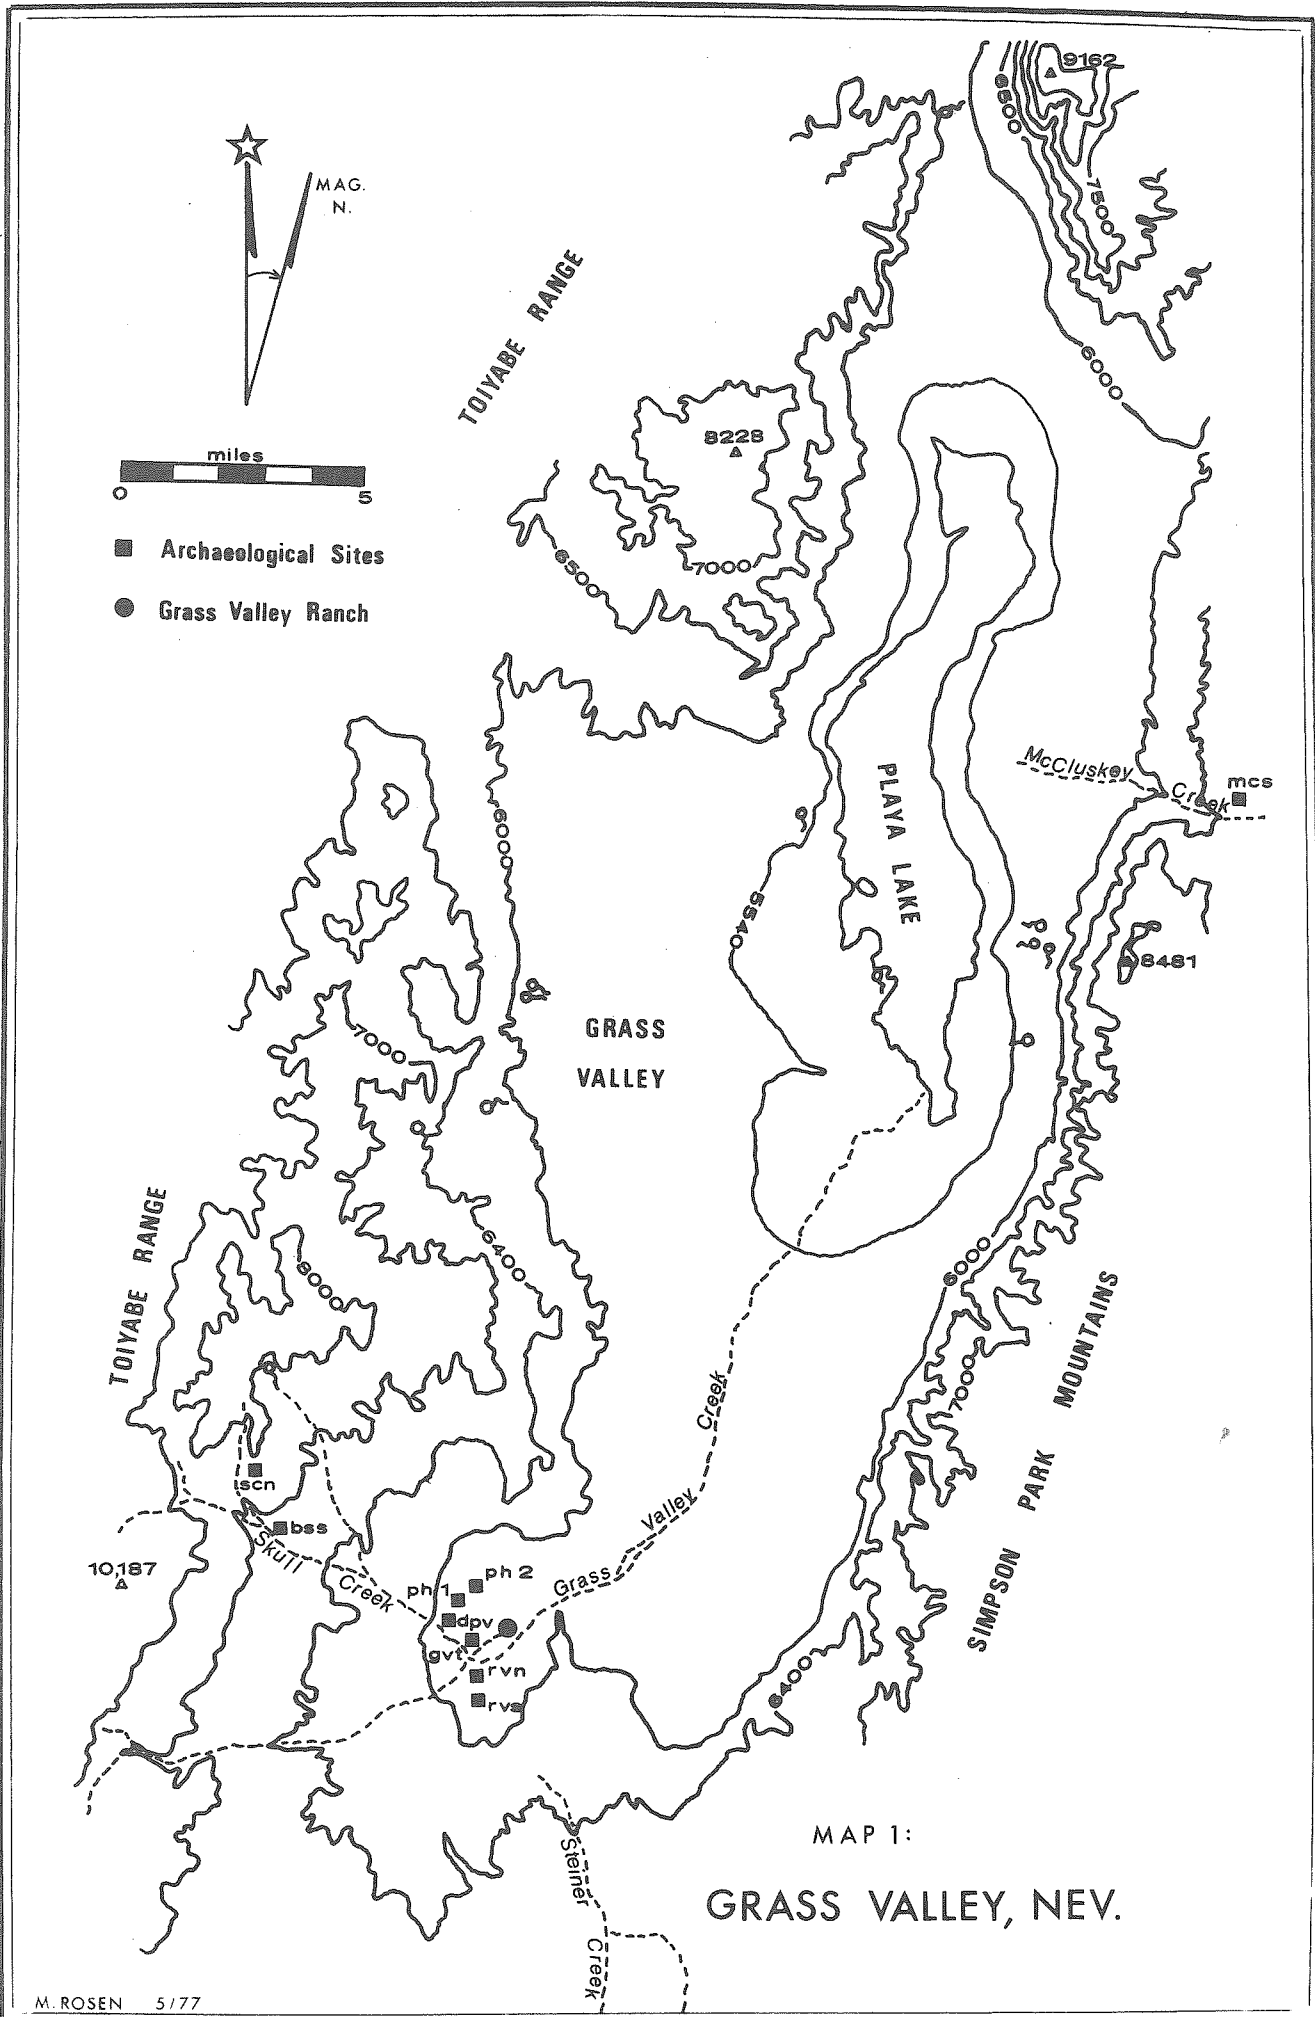 9162
6500
MAG.
N.
7500
TOIYABE RANGE
6000
8228
miles
0 5
Archaeological Sites
6500
7000
Grass Valley Ranch
McCluskey Creek
mcs
PLAYA LAKE
6000
5540
8481
GRASS
VALLEY
7000
TOIYABE RANGE
6400
8000
6000
SIMPSON PARK MOUNTAINS
7000
Grass Valley Creek
scn
bss
Skull Creek
10,187
ph 1
ph 2
dpv
gvt
rvn
rvs
6400
Steiner Creek
MAP 1:
GRASS VALLEY, NEV.
M. ROSEN 5/77